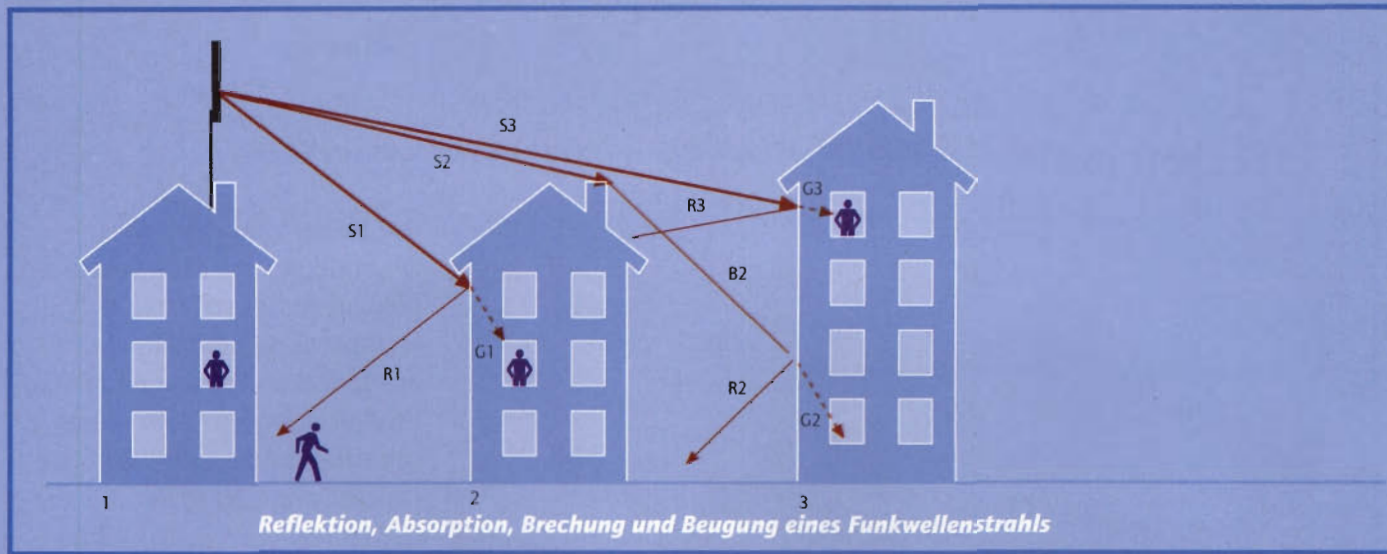 S3
S2
G3
R3
S1
B2
G1
R1
R2
G2
1
2
3
Reflektion, Absorption, Brechung und Beugung eines Funkwellenstrahls